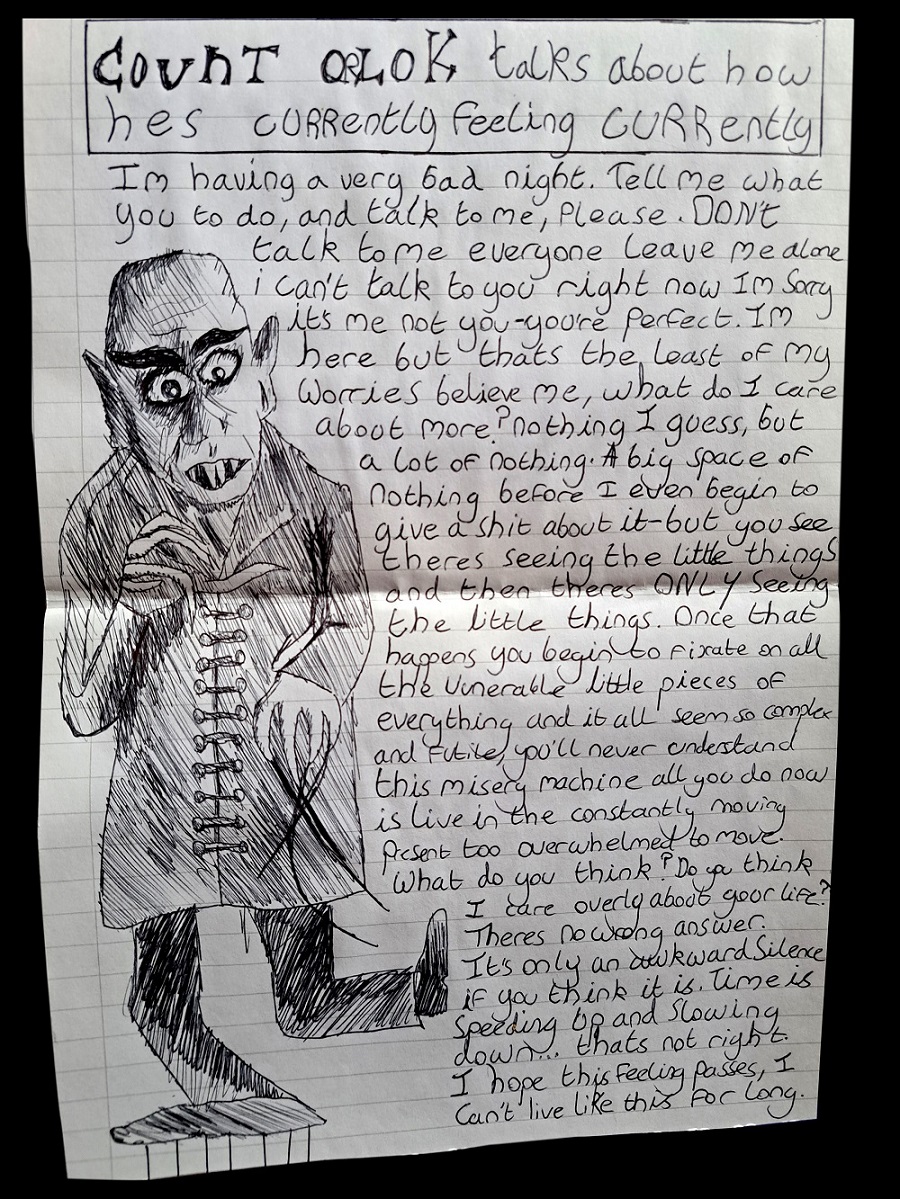 COUNT ORLOK talks about how
hes CURRently feeling CURRently
Im having a very bad night. Tell me what
you to do, and talk to me, Please. DON't
talk to me everyone leave me alone
i can't talk to you right now Im Sorry
it's me not you-you're perfect. IM
here but thats the least of my
worries believe me, what do I care
about more? nothing I guess, but
a lot of nothing. A big space of
nothing before I even begin to
give a shit about it-but you see
theres seeing the little things
and then theres ONLY seeing
the little things. Once that
happens you begin to fixate on all
the vunerable little pieces of
everything and it all seem so complex
and futile, you'll never understand
this misery machine all you do now
is live in the constantly moving
present too overwhelmed to move.
What do you think? Do you think
I care overly about your life?
Theres no wrong answer.
It's only an awkward Silence
if you think it is. Time is
Speeding up and Slowing
down... thats not right.
I hope this feeling passes, I
Can't live like this for long.